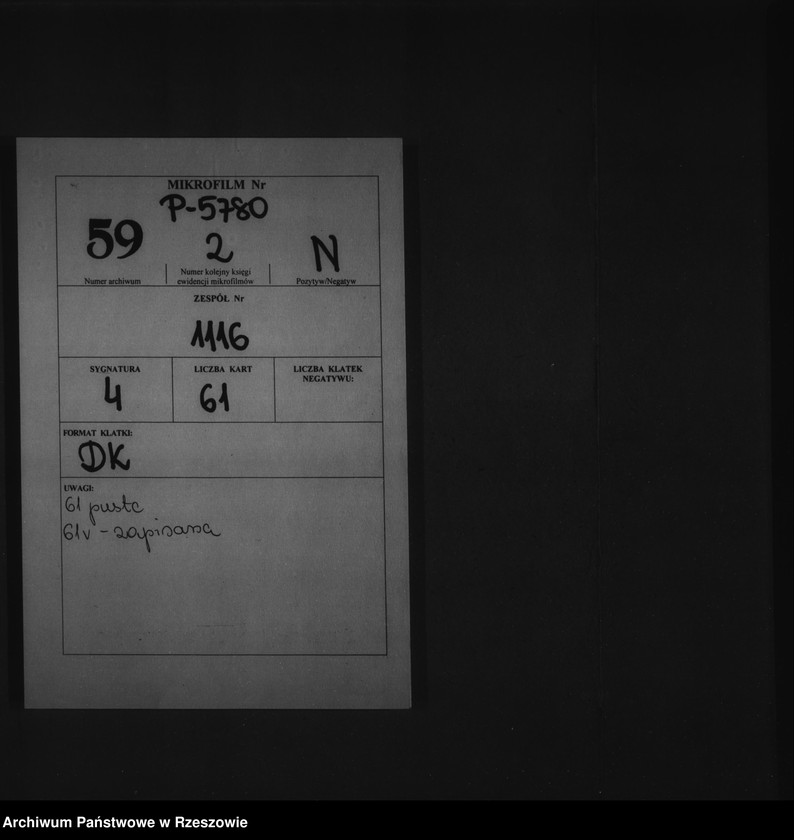 MIKROFILM Nr
P-5780
59 2 N
Numer archiwum
Numer kolejny księgi
ewidencji mikrofilmów
Pozytyw/Negatyw
ZESPÓŁ Nr
1116
SYGNATURA
4
LICZBA KART
61
LICZBA KLATEK
NEGATYWU:
FORMAT KLATKI:
DK
UWAGI:
61 pusta
61v - zapisana
Archiwum Państwowe w Rzeszowie